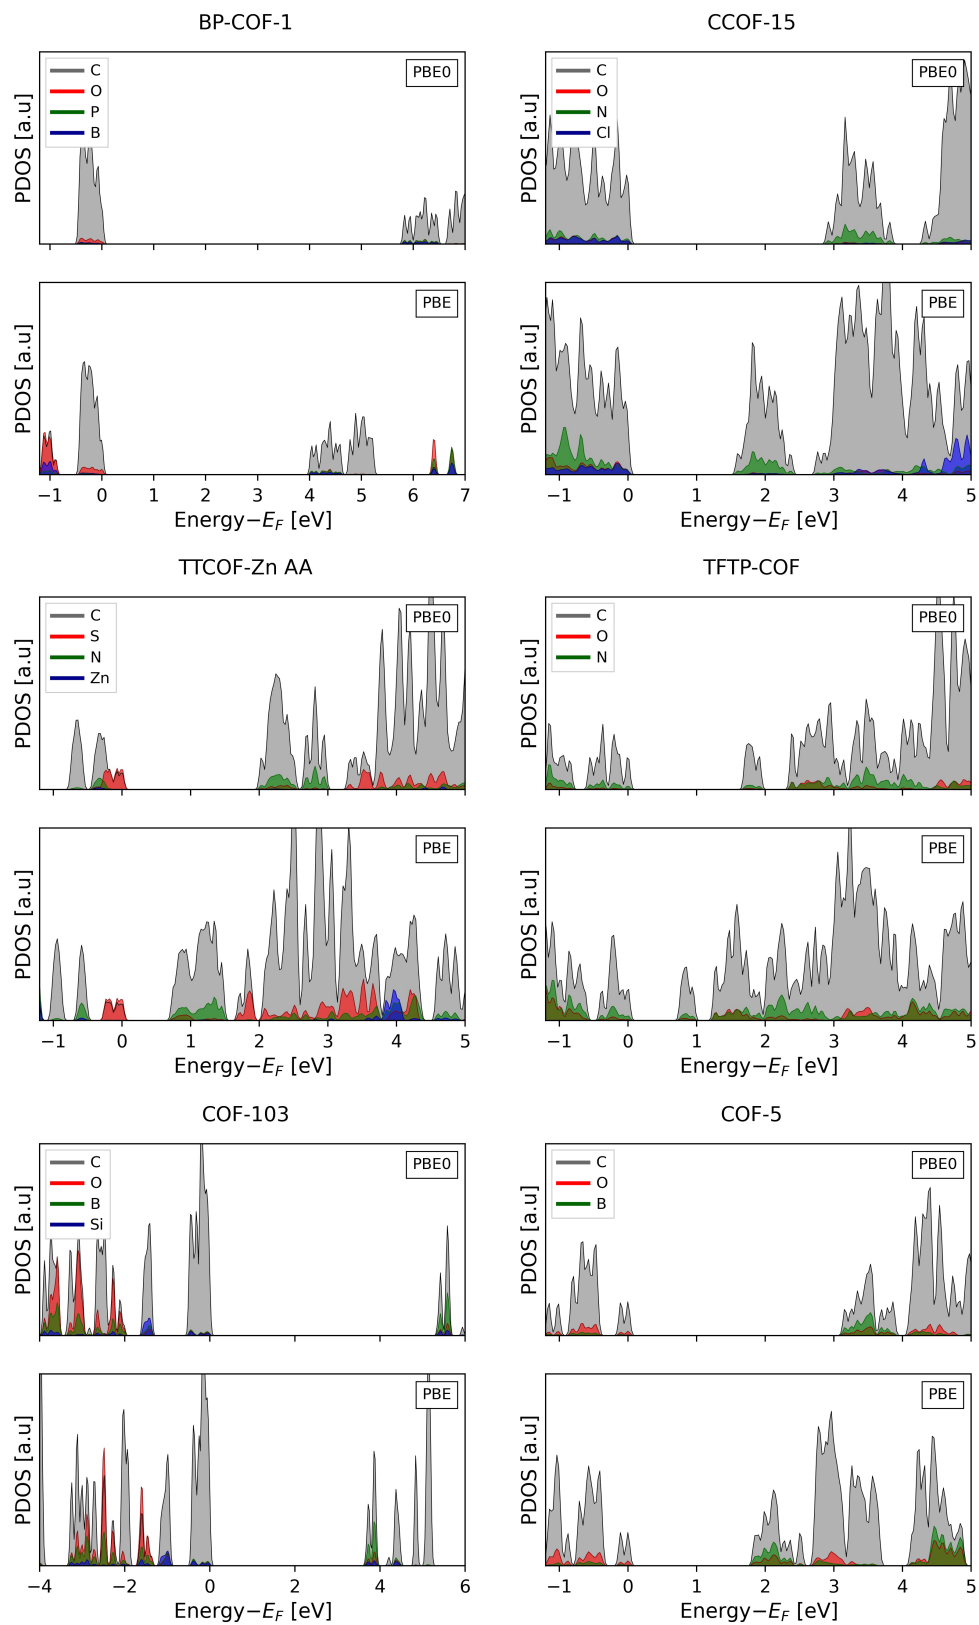 BP-COF-1
PDOS [a.u]
C
O
P
B
PBE0
PDOS [a.u]
PBE
−1 0 1 2 3 4 5 6 7
Energy−E_F [eV]
CCOF-15
PDOS [a.u]
C
O
N
Cl
PBE0
PDOS [a.u]
PBE
−1 0 1 2 3 4 5
Energy−E_F [eV]
TTCOF-Zn AA
PDOS [a.u]
C
S
N
Zn
PBE0
PDOS [a.u]
PBE
−1 0 1 2 3 4 5
Energy−E_F [eV]
TFTP-COF
PDOS [a.u]
C
O
N
PBE0
PDOS [a.u]
PBE
−1 0 1 2 3 4 5
Energy−E_F [eV]
COF-103
PDOS [a.u]
C
O
B
Si
PBE0
PDOS [a.u]
PBE
−4 −2 0 2 4 6
Energy−E_F [eV]
COF-5
PDOS [a.u]
C
O
B
PBE0
PDOS [a.u]
PBE
−1 0 1 2 3 4 5
Energy−E_F [eV]